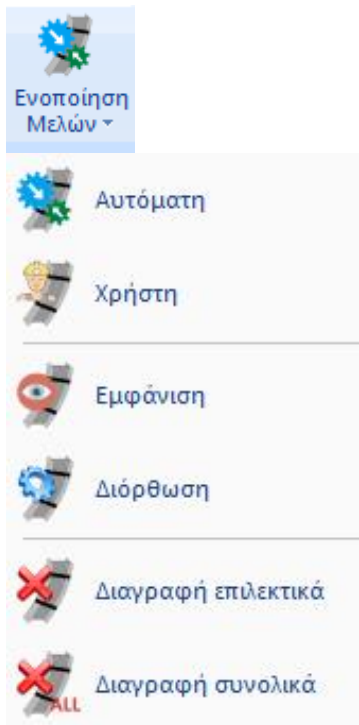 Ενοποίηση
Μελών
Αυτόματη
Χρήστη
Εμφάνιση
Διόρθωση
Διαγραφή επιλεκτικά
Διαγραφή συνολικά
ALL